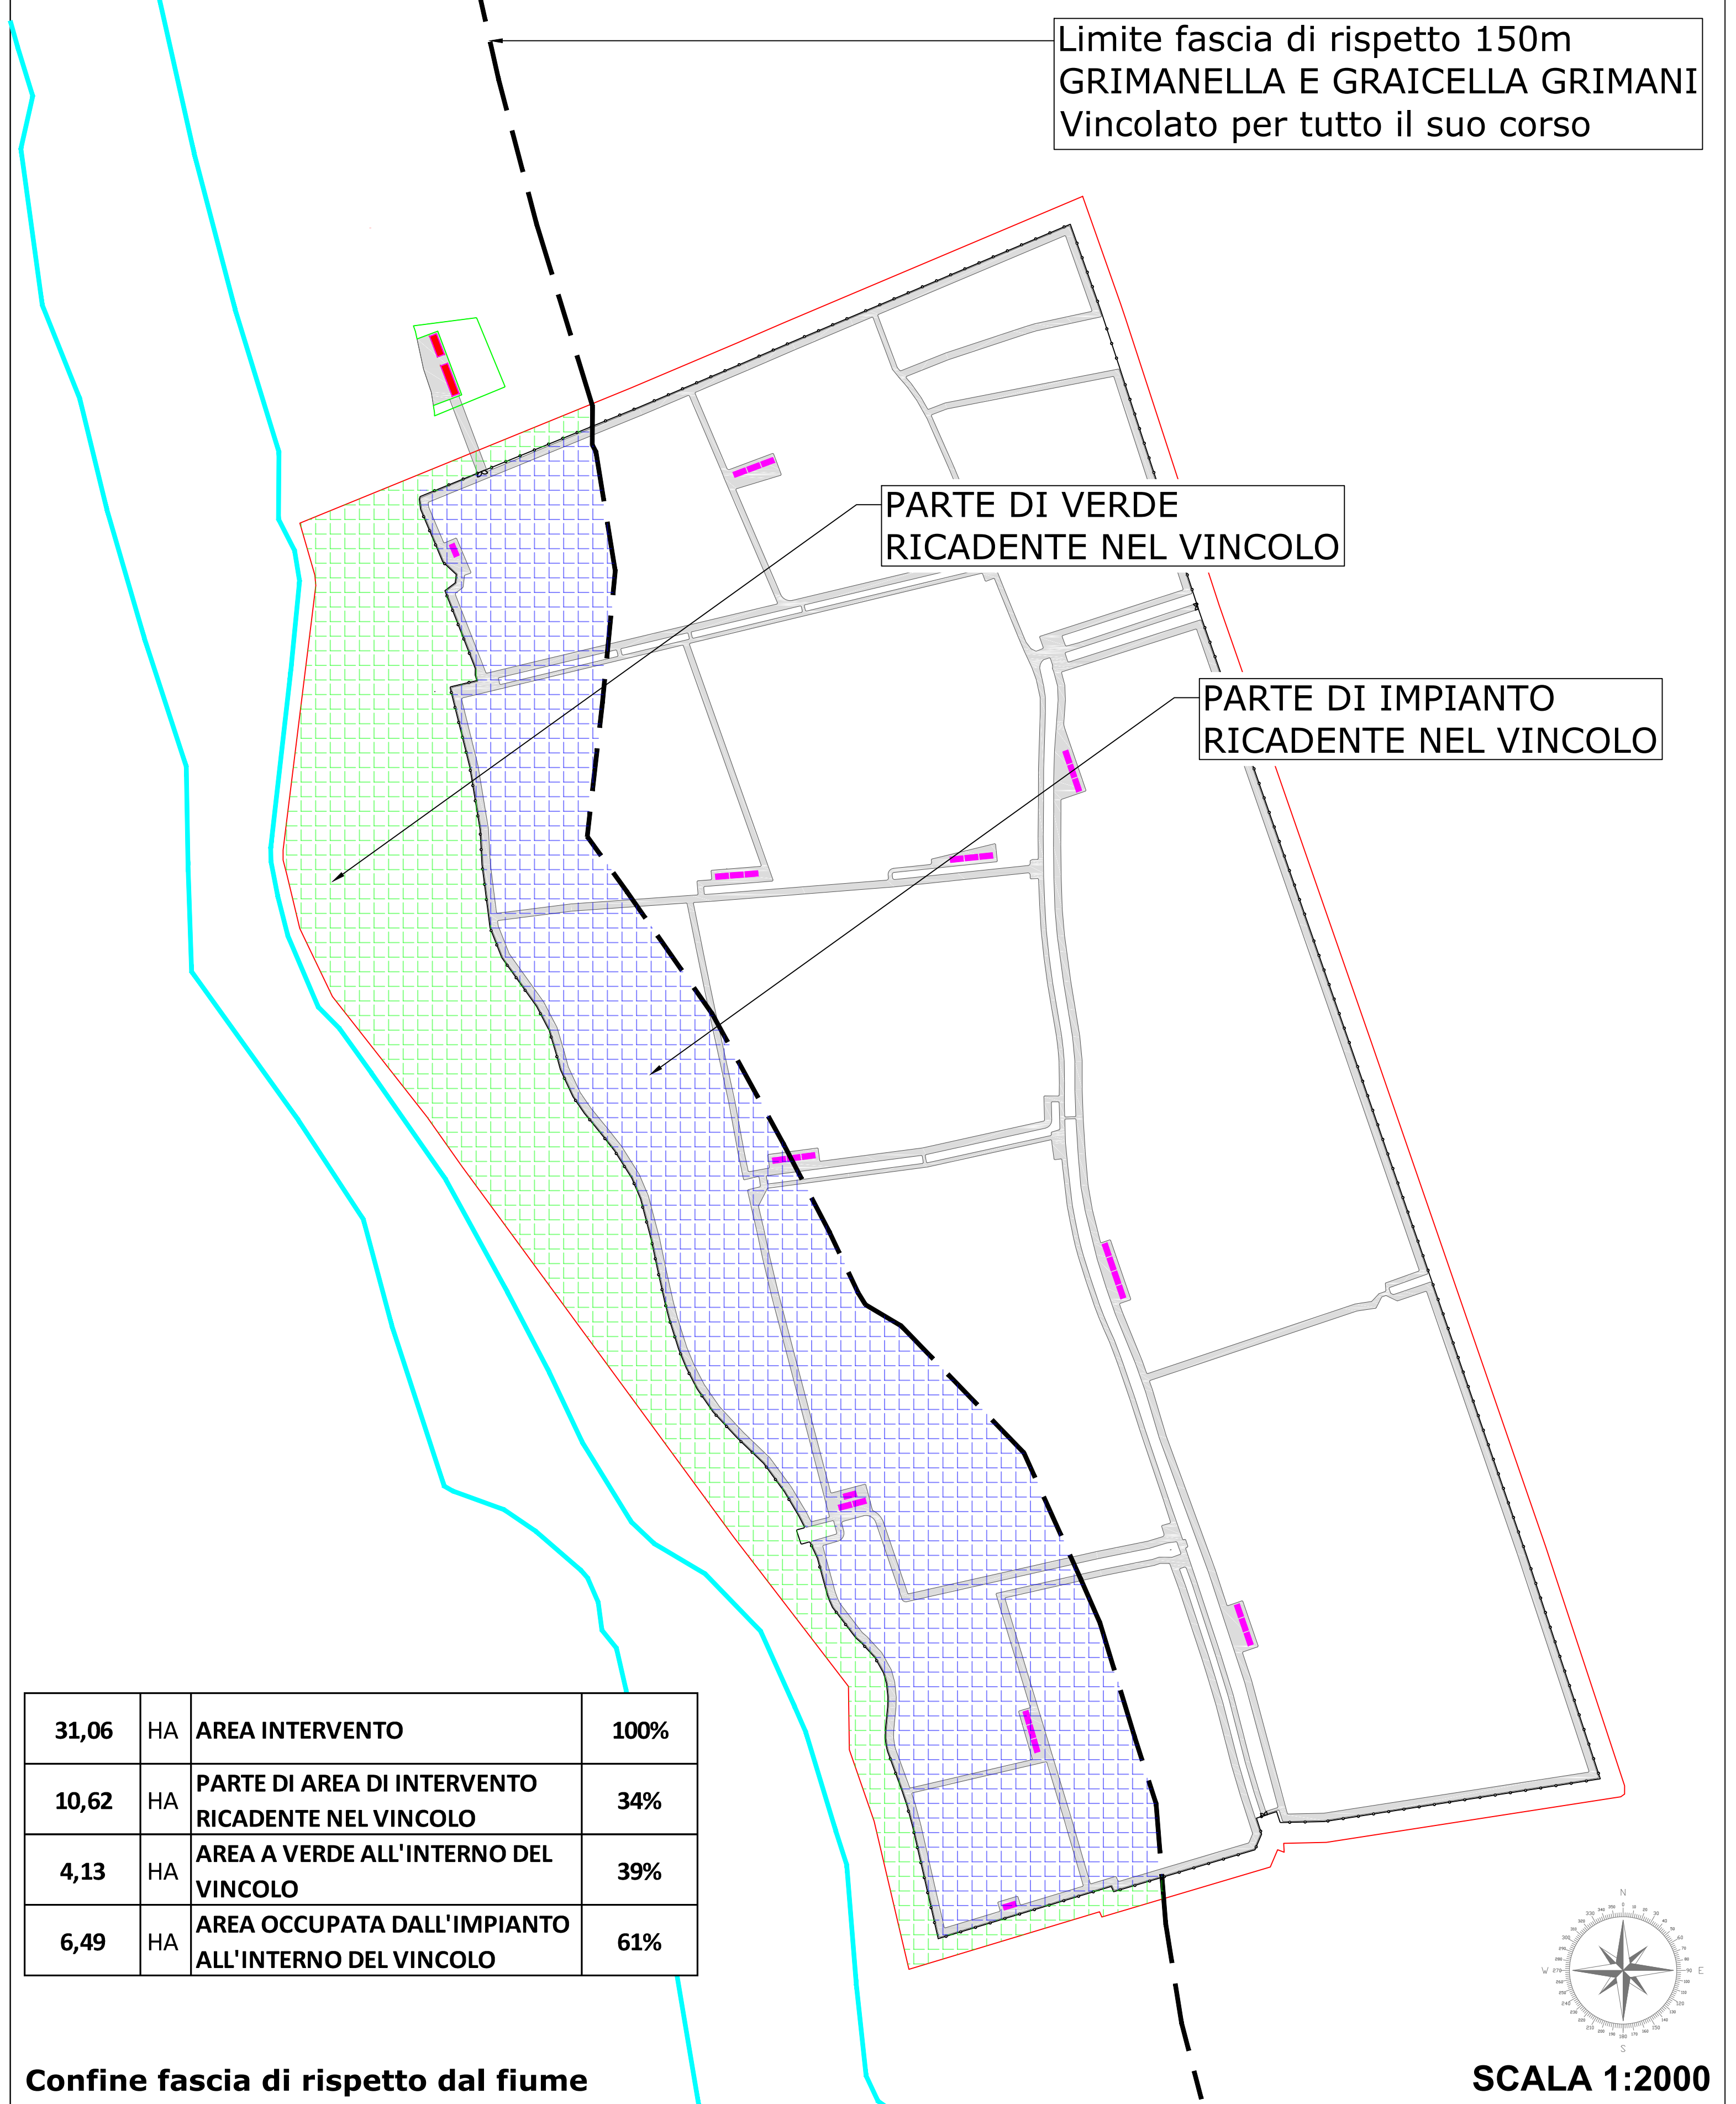 Limite fascia di rispetto 150m
GRIMANELLA E GRAICELLA GRIMANI
Vincolato per tutto il suo corso
PARTE DI VERDE
RICADENTE NEL VINCOLO
PARTE DI IMPIANTO
RICADENTE NEL VINCOLO
31,06 HA AREA INTERVENTO 100%
10,62 HA PARTE DI AREA DI INTERVENTO RICADENTE NEL VINCOLO 34%
4,13 HA AREA A VERDE ALL'INTERNO DEL VINCOLO 39%
6,49 HA AREA OCCUPATA DALL'IMPIANTO ALL'INTERNO DEL VINCOLO 61%
N
W
E
S
Confine fascia di rispetto dal fiume
SCALA 1:2000